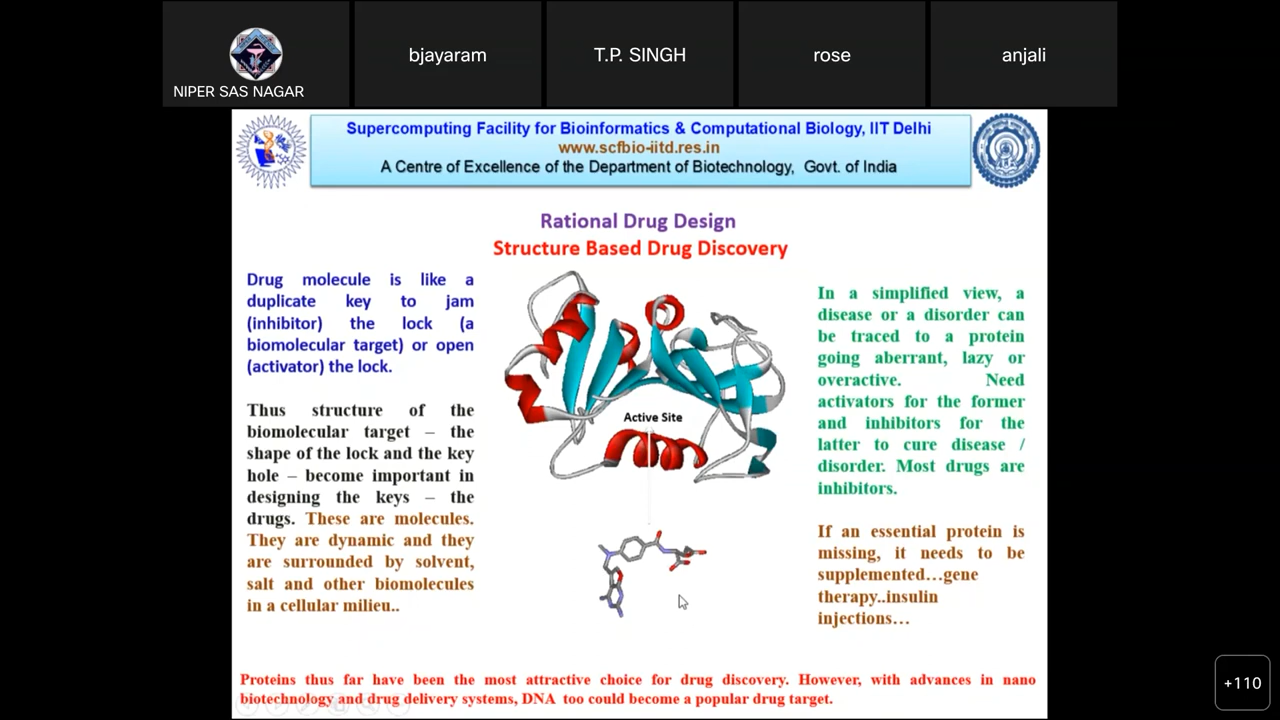 bjayaram
T.P. SINGH
rose
anjali
NIPER SAS NAGAR
Supercomputing Facility for Bioinformatics & Computational Biology, IIT Delhi
www.scfbio-iitd.res.in
A Centre of Excellence of the Department of Biotechnology, Govt. of India
Rational Drug Design
Structure Based Drug Discovery
Drug molecule is like a
duplicate key to jam
(inhibitor) the lock (a
biomolecular target) or open
(activator) the lock.
Thus structure of the
biomolecular target – the
shape of the lock and the key
hole – become important in
designing the keys – the
drugs. These are molecules.
They are dynamic and they
are surrounded by solvent,
salt and other biomolecules
in a cellular milieu..
Active Site
In a simplified view, a
disease or a disorder can
be traced to a protein
going aberrant, lazy or
overactive. Need
activators for the former
and inhibitors for the
latter to cure disease /
disorder. Most drugs are
inhibitors.
If an essential protein is
missing, it needs to be
supplemented…gene
therapy..insulin
injections…
Proteins thus far have been the most attractive choice for drug discovery. However, with advances in nano
biotechnology and drug delivery systems, DNA too could become a popular drug target.
+110